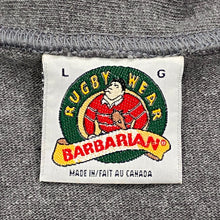 L G
RUGBY WEAR
BARBARIAN®
MADE IN/FAIT AU CANADA